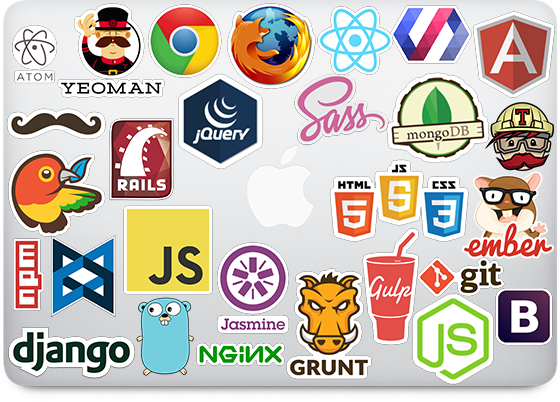 ATOM
YEOMAN
A
jQuery
Sass
mongoDB
T
RAILS
HTML
5
JS
5
CSS
3
ember
npm
JS
Jasmine
Gulp
git
JS
B
django
NGINX
GRUNT